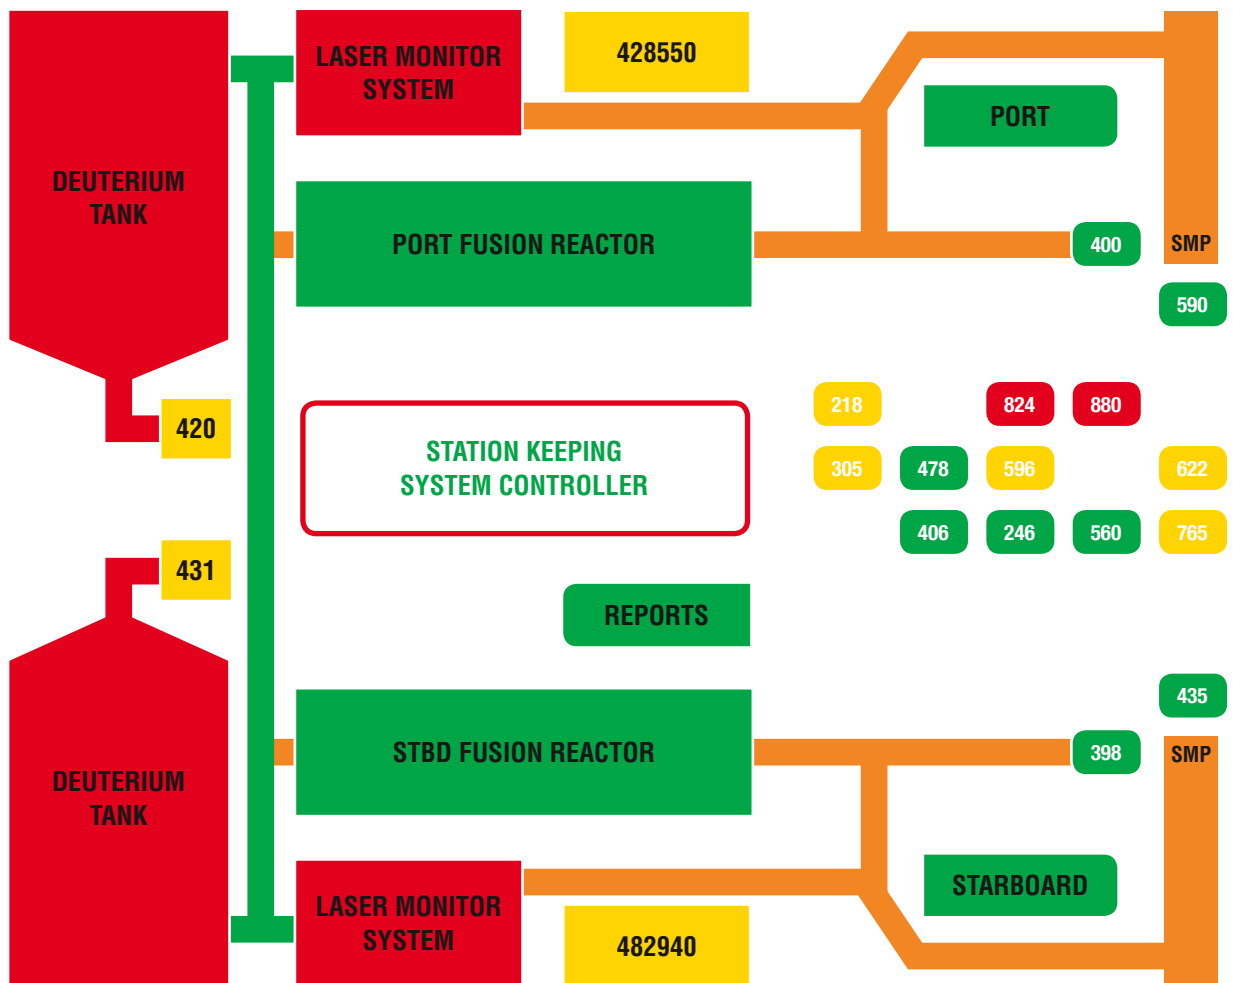 LASER MONITOR
SYSTEM
428550
PORT
DEUTERIUM
TANK
PORT FUSION REACTOR
400
SMP
590
420
218
824
880
STATION KEEPING
SYSTEM CONTROLLER
305
478
596
622
406
246
560
765
431
REPORTS
435
STBD FUSION REACTOR
398
SMP
DEUTERIUM
TANK
STARBOARD
LASER MONITOR
SYSTEM
482940